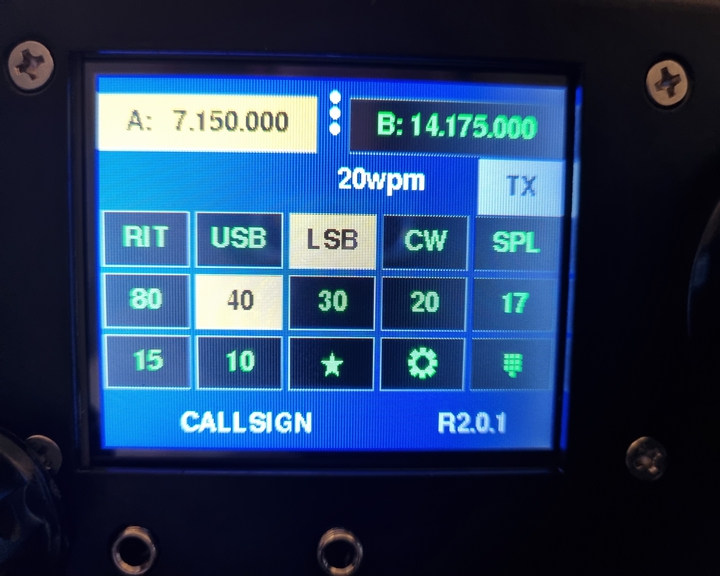 A: 7.150.000 B: 14.175.000
20wpm TX
RIT USB LSB CW SPL
80 40 30 20 17
15 10
CALLSIGN R2.0.1